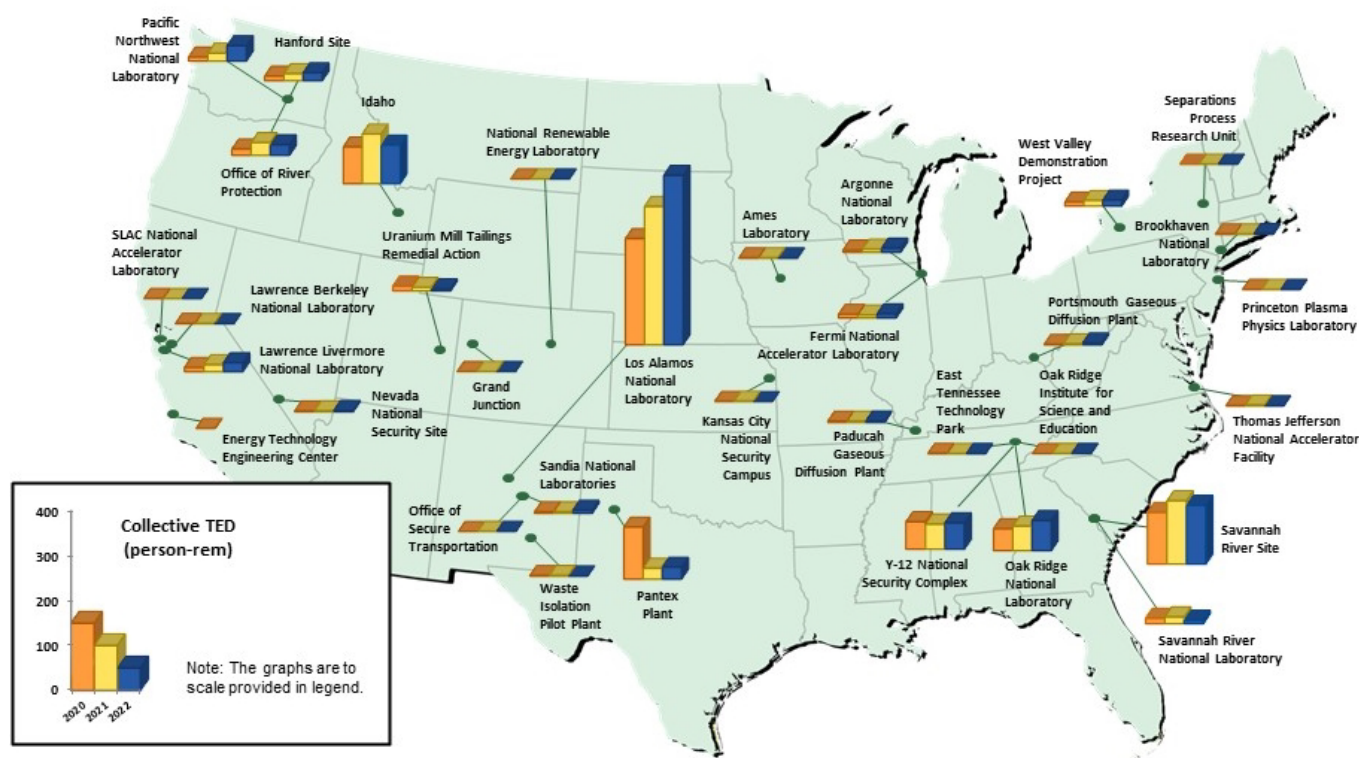 Pacific
Northwest
National
Laboratory
Hanford Site
Idaho
Office of River
Protection
National Renewable
Energy Laboratory
Separations
Process
Research Unit
West Valley
Demonstration
Project
Argonne
National
Laboratory
Ames
Laboratory
Brookhaven
National
Laboratory
SLAC National
Accelerator
Laboratory
Uranium Mill Tailings
Remedial Action
Lawrence Berkeley
National Laboratory
Lawrence Livermore
National Laboratory
Princeton Plasma
Physics Laboratory
Portsmouth Gaseous
Diffusion Plant
Fermi National
Accelerator Laboratory
Los Alamos
National
Laboratory
Grand
Junction
Nevada
National
Security Site
Energy Technology
Engineering Center
Kansas City
National
Security
Campus
Paducah
Gaseous
Diffusion Plant
East
Tennessee
Technology
Park
Oak Ridge
Institute for
Science and
Education
Thomas Jefferson
National Accelerator
Facility
Sandia National
Laboratories
Office of
Secure
Transportation
Waste
Isolation
Pilot Plant
Pantex
Plant
Y-12 National
Security Complex
Oak Ridge
National
Laboratory
Savannah
River Site
Savannah River
National Laboratory
Collective TED
(person-rem)
400
300
200
100
0
2020
2021
2022
Note: The graphs are to
scale provided in legend.